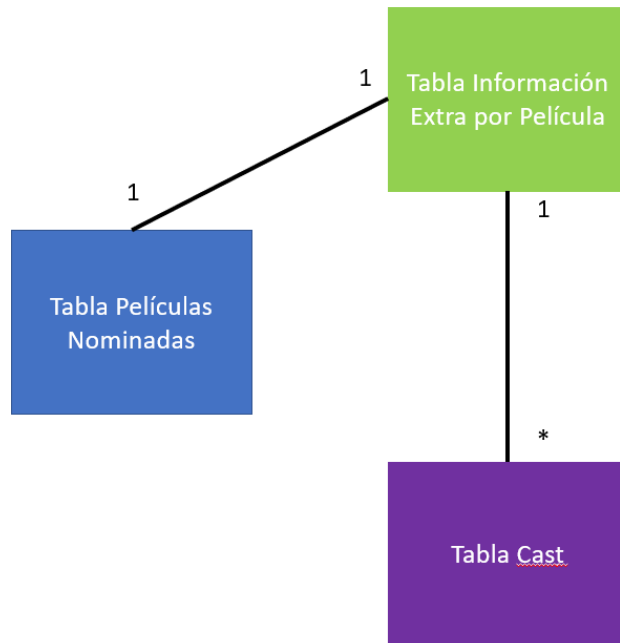 1
Tabla Información
Extra por Película
1
1
Tabla Películas
Nominadas
*
Tabla Cast